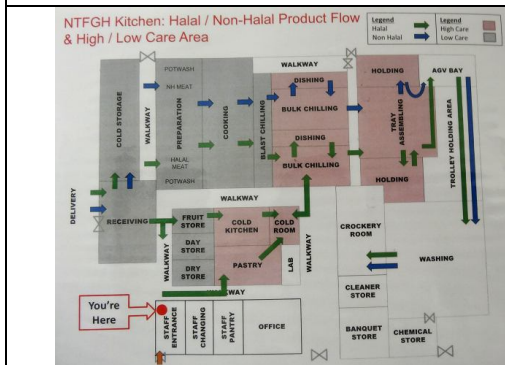 NTFGH Kitchen: Halal / Non-Halal Product Flow
& High / Low Care Area
Legend
Halal
Non Halal
Legend
High Care
Low Care
WALKWAY
POTWASH
NH MEAT
DISHING
HOLDING
AGV BAY
COLD STORAGE
WALKWAY
PREPARATION
COOKING
BLAST CHILLING
BULK CHILLING
TRAY
ASSEMBLING
TROLLEY HOLDING AREA
DISHING
HALAL
MEAT
BULK CHILLING
POTWASH
HOLDING
DELIVERY
RECEIVING
WALKWAY
FRUIT
STORE
COLD
KITCHEN
COLD
ROOM
CROCKERY
ROOM
WALKWAY
DAY
STORE
DRY
STORE
PASTRY
LAB
WALKWAY
WASHING
WALKWAY
CLEANER
STORE
You're
Here
STAFF
ENTRANCE
STAFF
CHANGING
STAFF
PANTRY
OFFICE
BANQUET
STORE
CHEMICAL
STORE